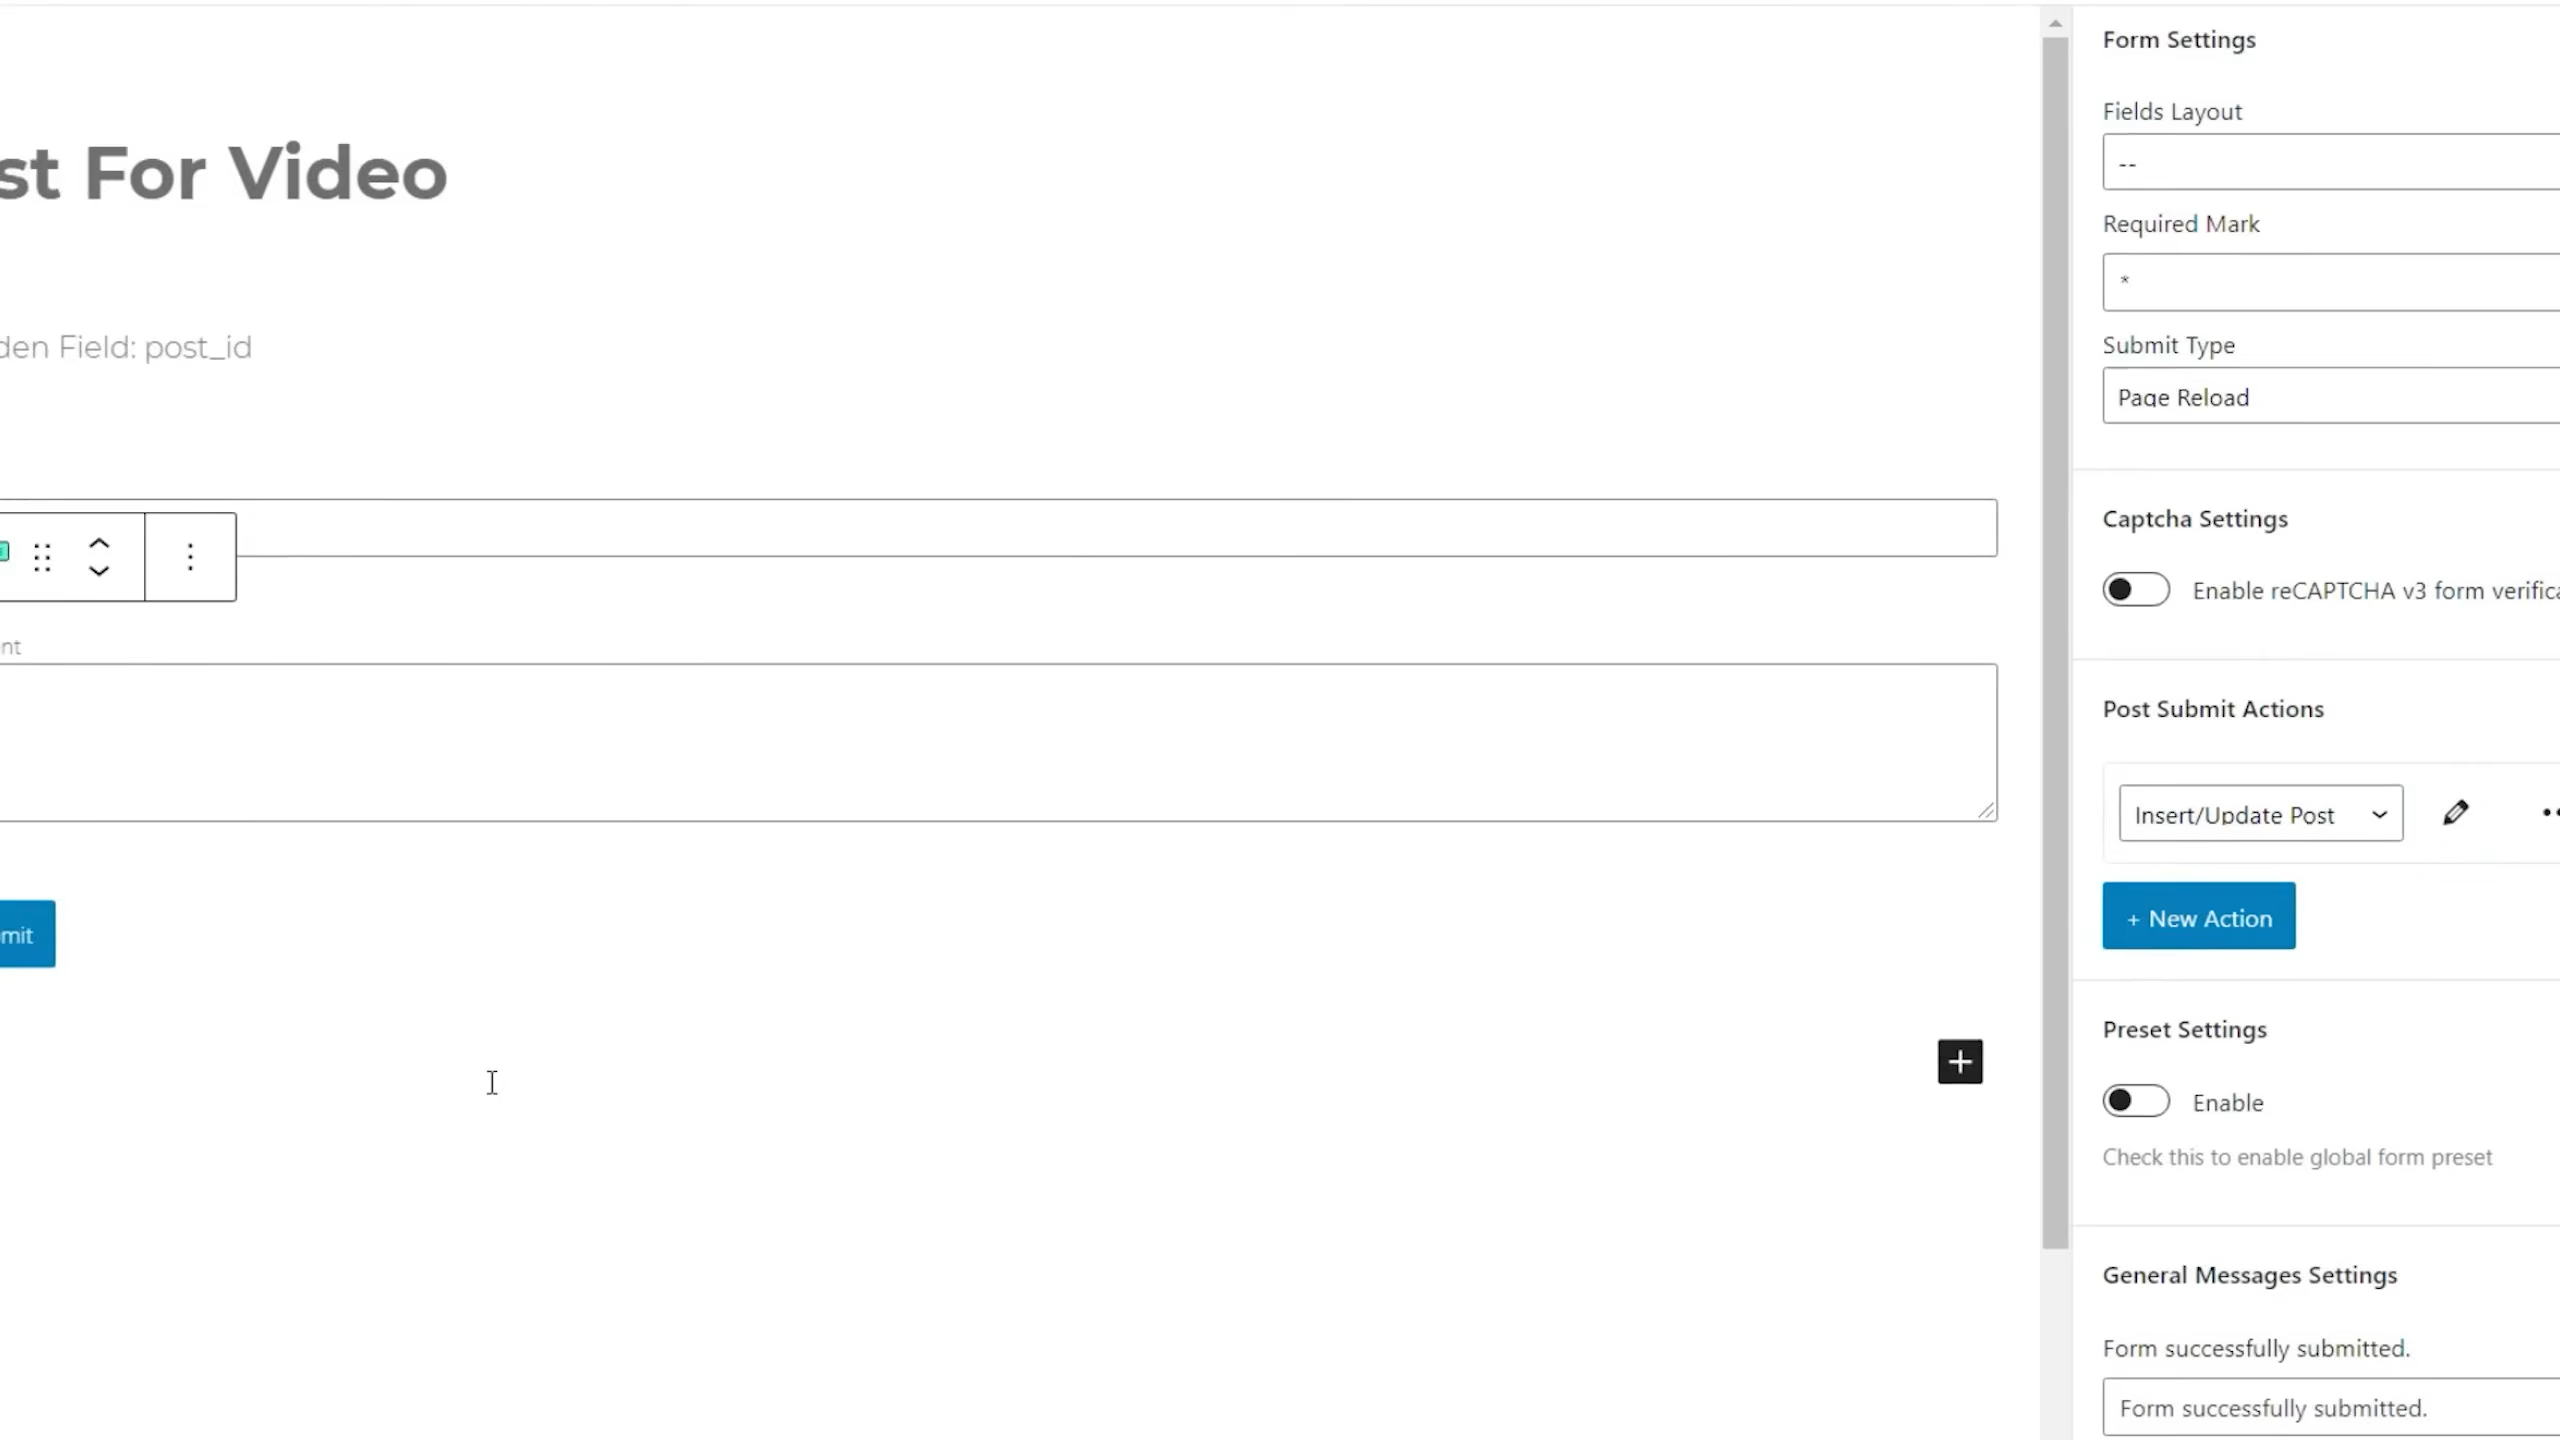 st For Video
den Field: post_id
nt
mit
Form Settings
Fields Layout
--
Required Mark
*
Submit Type
Page Reload
Captcha Settings
Enable reCAPTCHA v3 form verifica
Post Submit Actions
Insert/Update Post
+ New Action
Preset Settings
Enable
Check this to enable global form preset
General Messages Settings
Form successfully submitted.
Form successfully submitted.